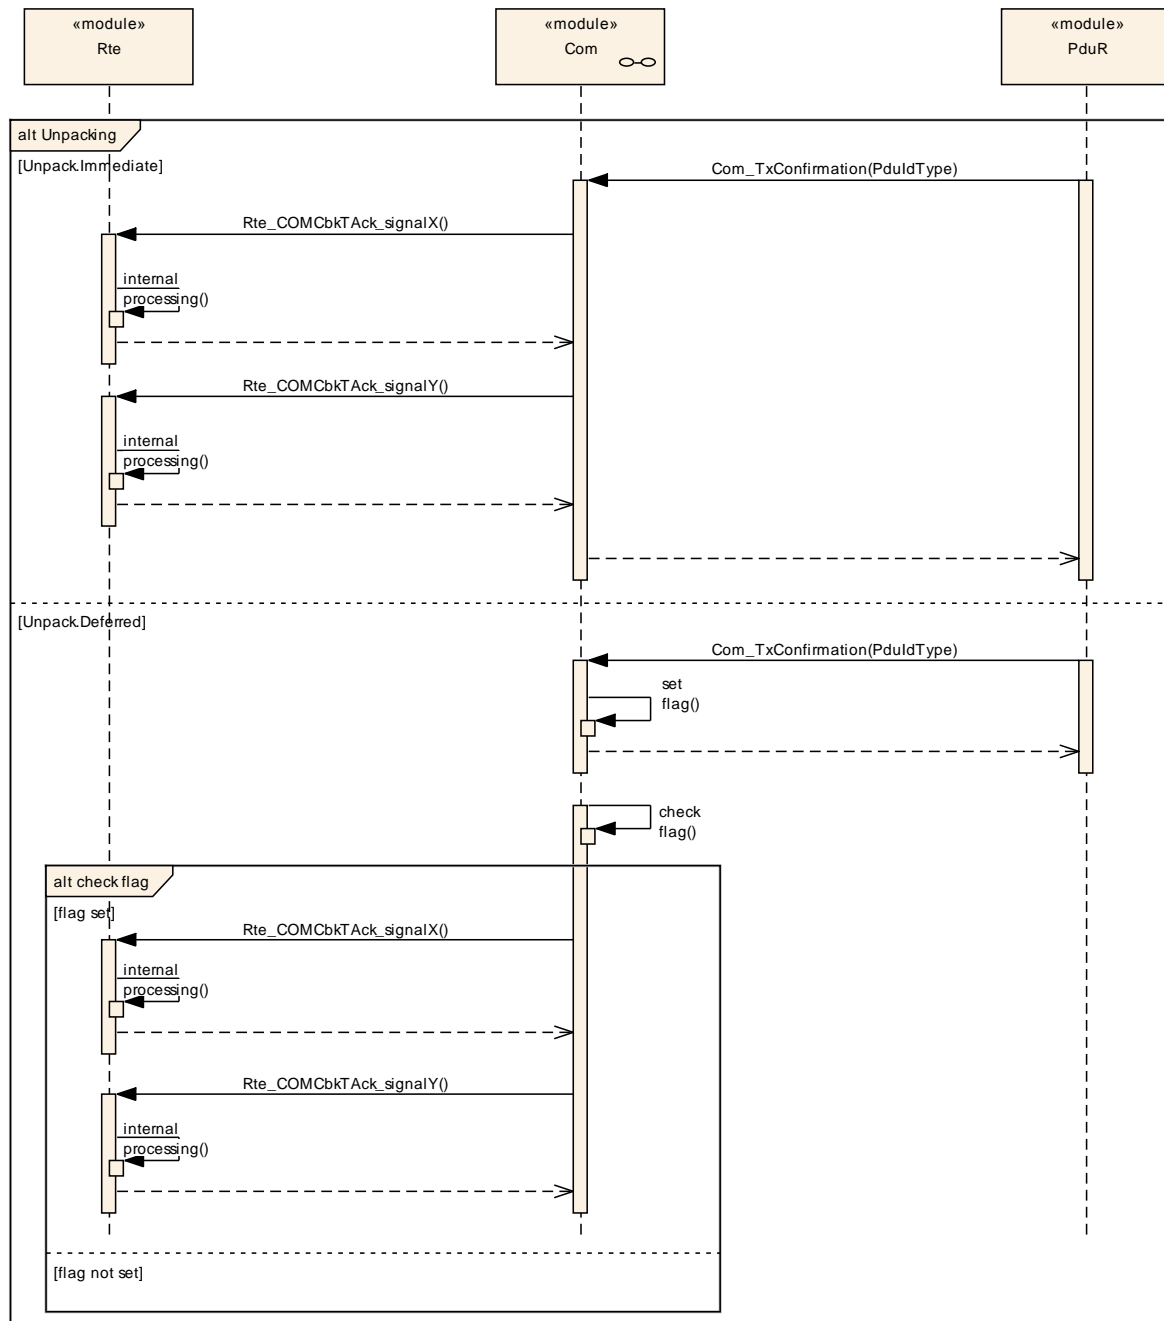 «module»
Rte
«module»
Com
«module»
PduR
alt Unpacking
[Unpack.Immediate]
Com_TxConfirmation(PduIdType)
Rte_COMCbkTAck_signalX()
internal
processing()
Rte_COMCbkTAck_signalY()
internal
processing()
[Unpack.Deferred]
Com_TxConfirmation(PduIdType)
set
flag()
check
flag()
alt check flag
[flag set]
Rte_COMCbkTAck_signalX()
internal
processing()
Rte_COMCbkTAck_signalY()
internal
processing()
[flag not set]